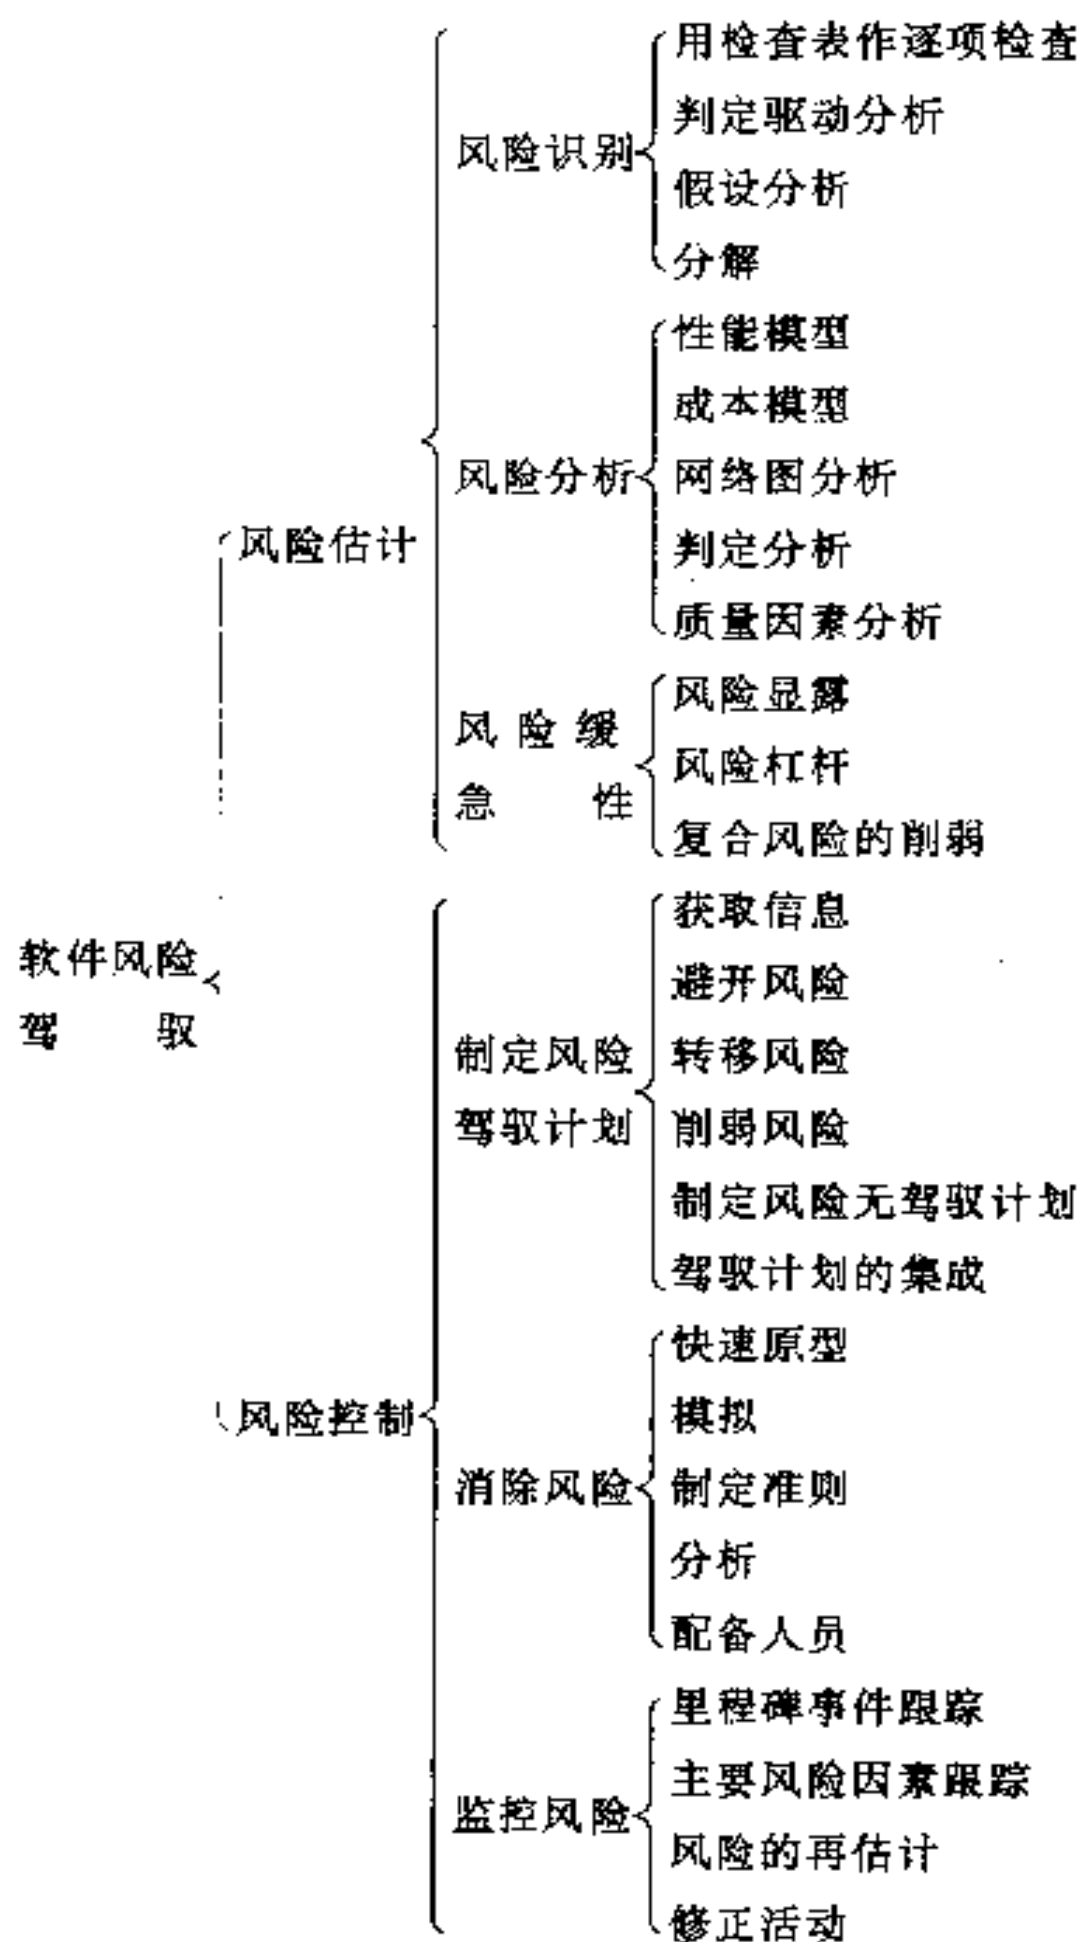 软件风险
驾驭
风险估计
风险识别
用检查表作逐项检查
判定驱动分析
假设分析
分解
风险分析
性能模型
成本模型
网络图分析
判定分析
质量因素分析
风险缓
急性
风险显露
风险杠杆
复合风险的削弱
风险控制
制定风险
驾驭计划
获取信息
避开风险
转移风险
削弱风险
制定风险无驾驭计划
驾驭计划的集成
消除风险
快速原型
模拟
制定准则
分析
配备人员
监控风险
里程碑事件跟踪
主要风险因素跟踪
风险的再估计
修正活动